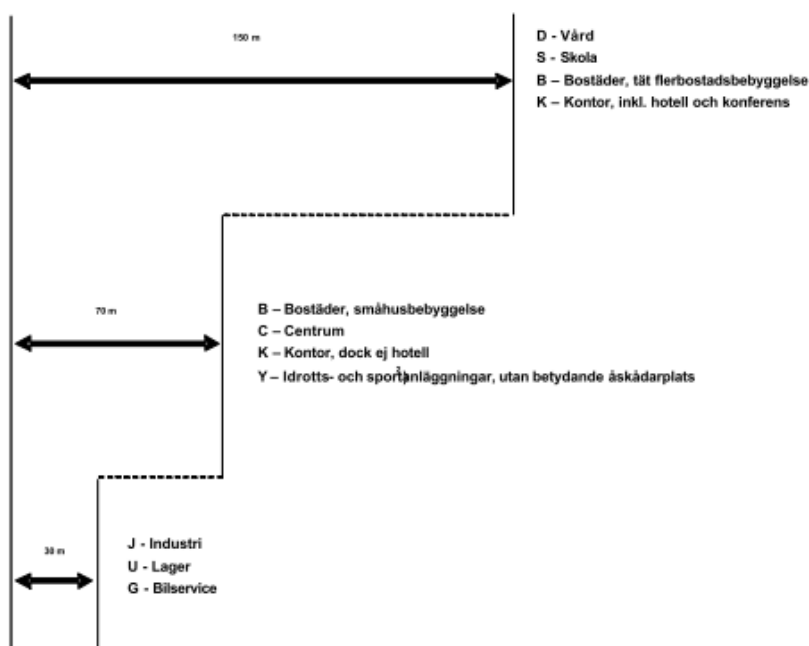 150 m
D - Vård
S - Skola
B – Bostäder, tät flerbostadsbebyggelse
K – Kontor, inkl. hotell och konferens
70 m
B – Bostäder, småhusbebyggelse
C – Centrum
K – Kontor, dock ej hotell
Y – Idrotts- och sportanläggningar, utan betydande åskådarplats
30 m
J - Industri
U - Lager
G - Bilservice